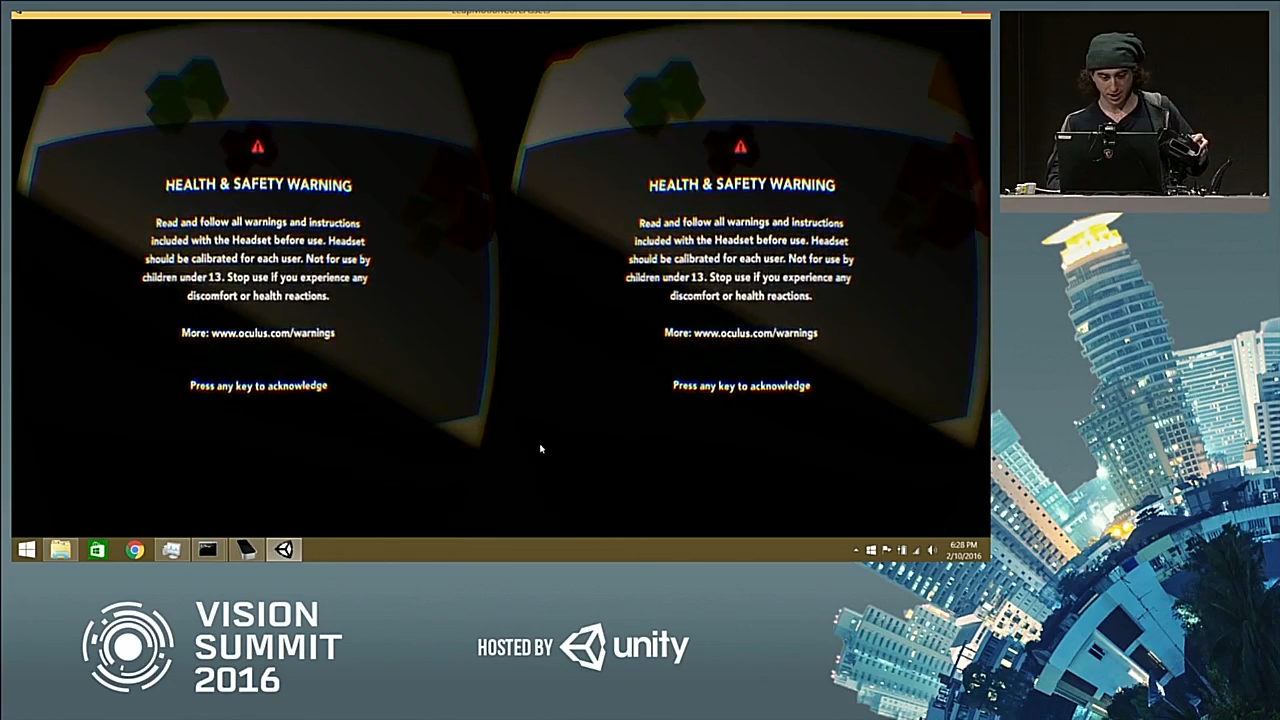 LeapMotionCoreAssets
HEALTH & SAFETY WARNING
Read and follow all warnings and instructions
included with the Headset before use. Headset
should be calibrated for each user. Not for use by
children under 13. Stop use if you experience any
discomfort or health reactions.
More: www.oculus.com/warnings
Press any key to acknowledge
HEALTH & SAFETY WARNING
Read and follow all warnings and instructions
included with the Headset before use. Headset
should be calibrated for each user. Not for use by
children under 13. Stop use if you experience any
discomfort or health reactions.
More: www.oculus.com/warnings
Press any key to acknowledge
6:28 PM
2/10/2016
VISION
SUMMIT
2016
HOSTED BY unity